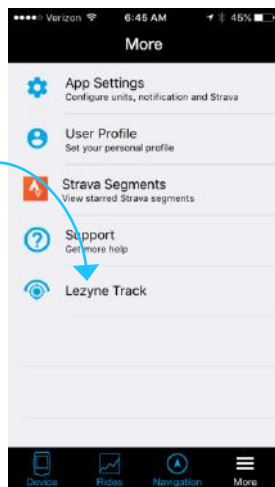 Verizon 6:45 AM 45%
More
App Settings
Configure units, notification and Strava
User Profile
Set your personal profile
Strava Segments
View starred Strava segments
Support
Get more help
Lezyne Track
Device Rides Navigation More